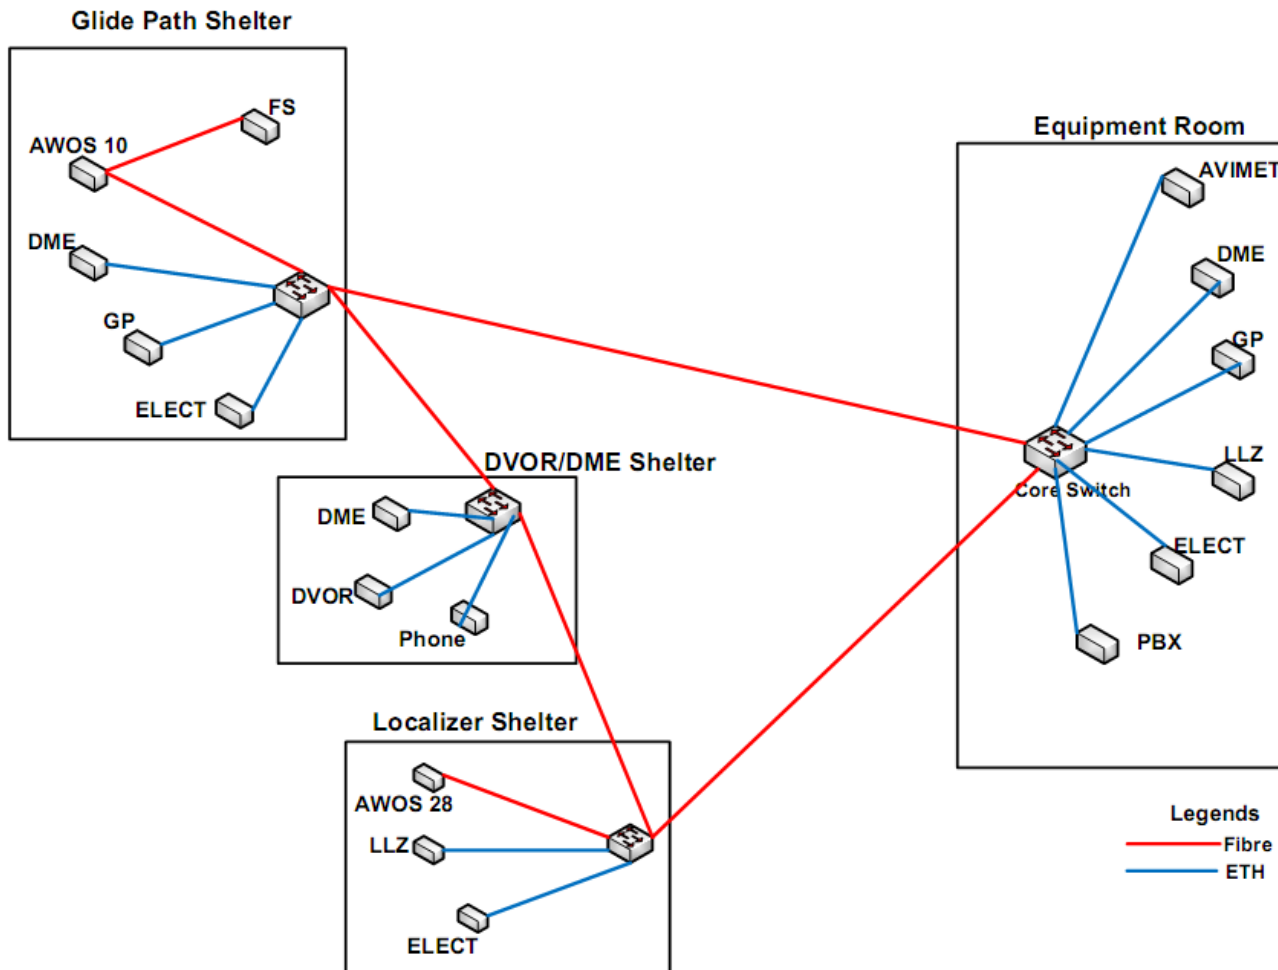 Glide Path Shelter
FS
AWOS 10
DME
GP
ELECT
DVOR/DME Shelter
DME
DVOR
Phone
Localizer Shelter
AWOS 28
LLZ
ELECT
Equipment Room
AVIMET
DME
GP
LLZ
Core Switch
ELECT
PBX
Legends
Fibre
ETH